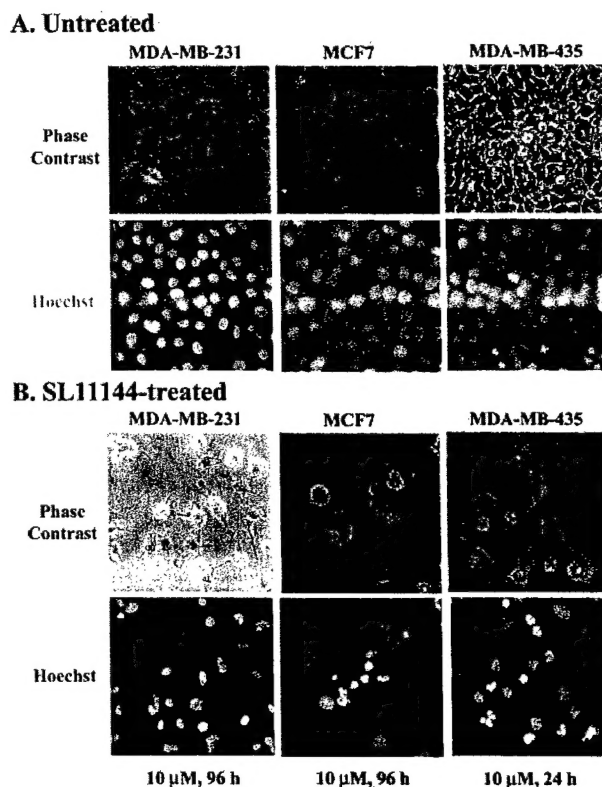 A. Untreated
MDA-MB-231 MCF7 MDA-MB-435
Phase
Contrast
Hoechst
B. SL11144-treated
MDA-MB-231 MCF7 MDA-MB-435
Phase
Contrast
Hoechst
10 µM, 96 h 10 µM, 96 h 10 µM, 24 h